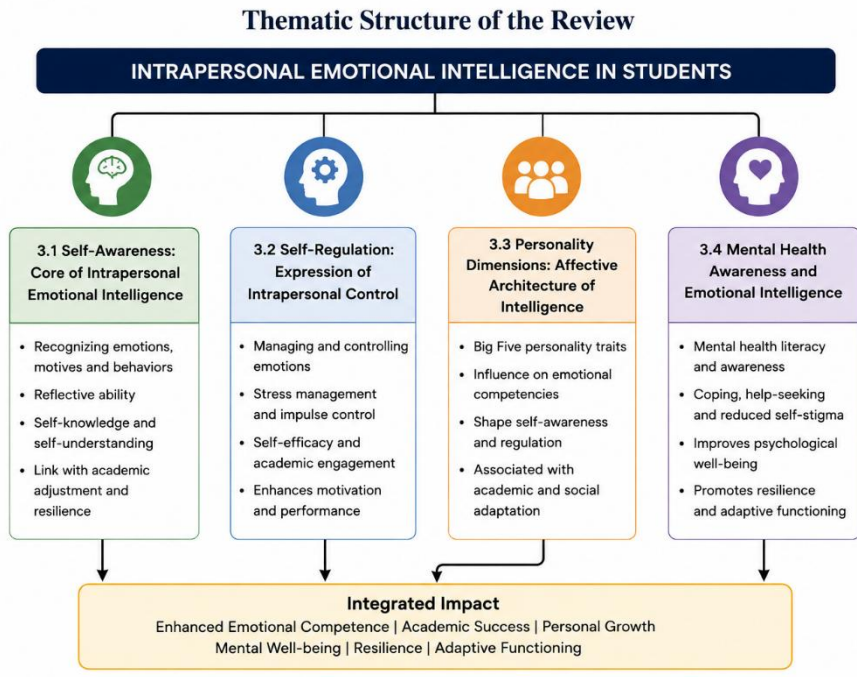 Thematic Structure of the Review
INTRAPERSONAL EMOTIONAL INTELLIGENCE IN STUDENTS
3.1 Self-Awareness:
Core of Intrapersonal
Emotional Intelligence
• Recognizing emotions,
motives and behaviors
• Reflective ability
• Self-knowledge and
self-understanding
• Link with academic
adjustment and
resilience
3.2 Self-Regulation:
Expression of
Intrapersonal Control
• Managing and controlling
emotions
• Stress management
and impulse control
• Self-efficacy and
academic engagement
• Enhances motivation
and performance
3.3 Personality
Dimensions: Affective
Architecture of
Intelligence
• Big Five personality traits
• Influence on emotional
competencies
• Shape self-awareness
and regulation
• Associated with
academic and social
adaptation
3.4 Mental Health
Awareness and
Emotional Intelligence
• Mental health literacy
and awareness
• Coping, help-seeking
and reduced self-stigma
• Improves psychological
well-being
• Promotes resilience
and adaptive functioning
Integrated Impact
Enhanced Emotional Competence | Academic Success | Personal Growth
Mental Well-being | Resilience | Adaptive Functioning